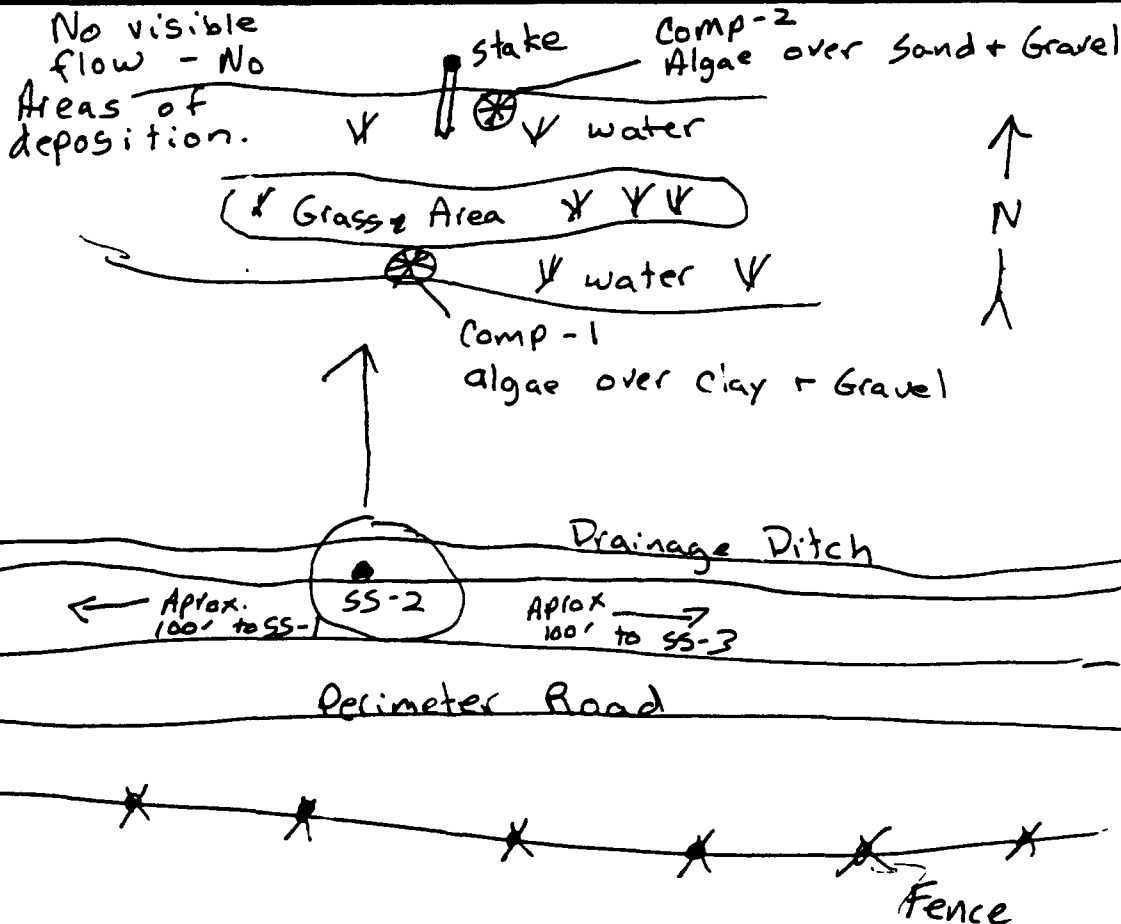 No visible
flow - No
Areas of
deposition.
stake
Comp-2
Algae over Sand + Gravel
water
N
Grass Area
water
Comp-1
algae over clay + Gravel
Drainage Ditch
SS-2
Aprox.
100' to SS-1
Aprox
100' to SS-3
Perimeter Road
Fence